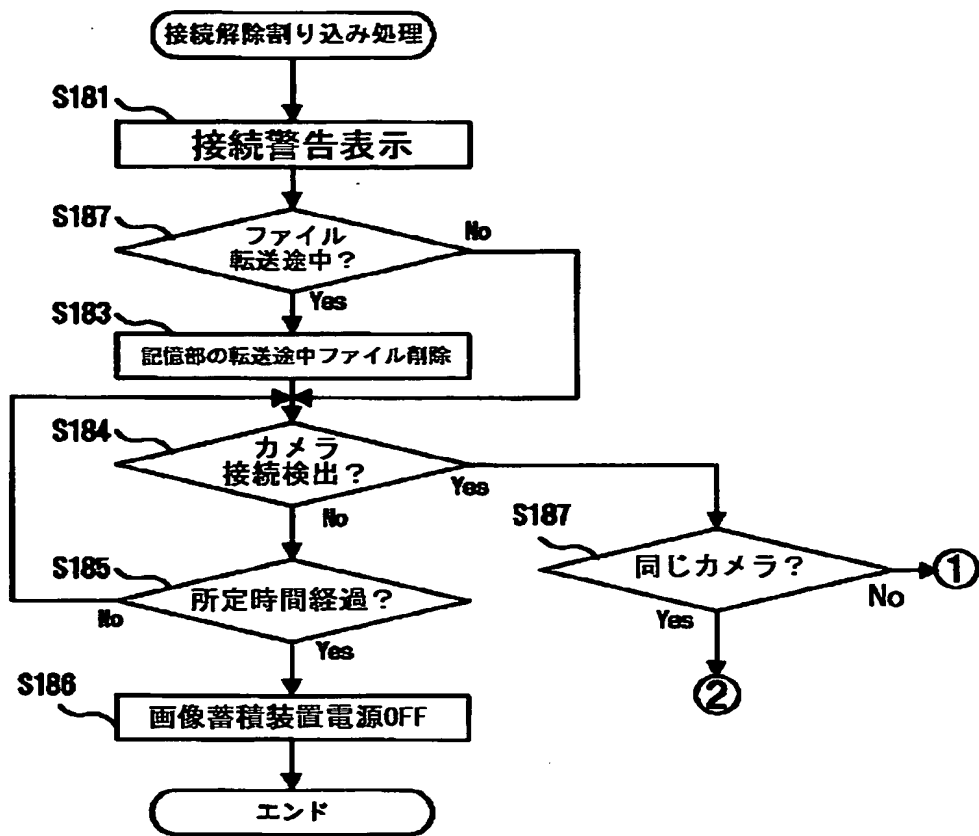 接続解除割り込み処理
S181
接続警告表示
S187
ファイル
転送途中？
No
Yes
S183
記憶部の転送途中ファイル削除
S184
カメラ
接続検出？
Yes
No
S187
同じカメラ？
No
①
Yes
②
S185
所定時間経過？
No
Yes
S186
画像蓄積装置電源OFF
エンド